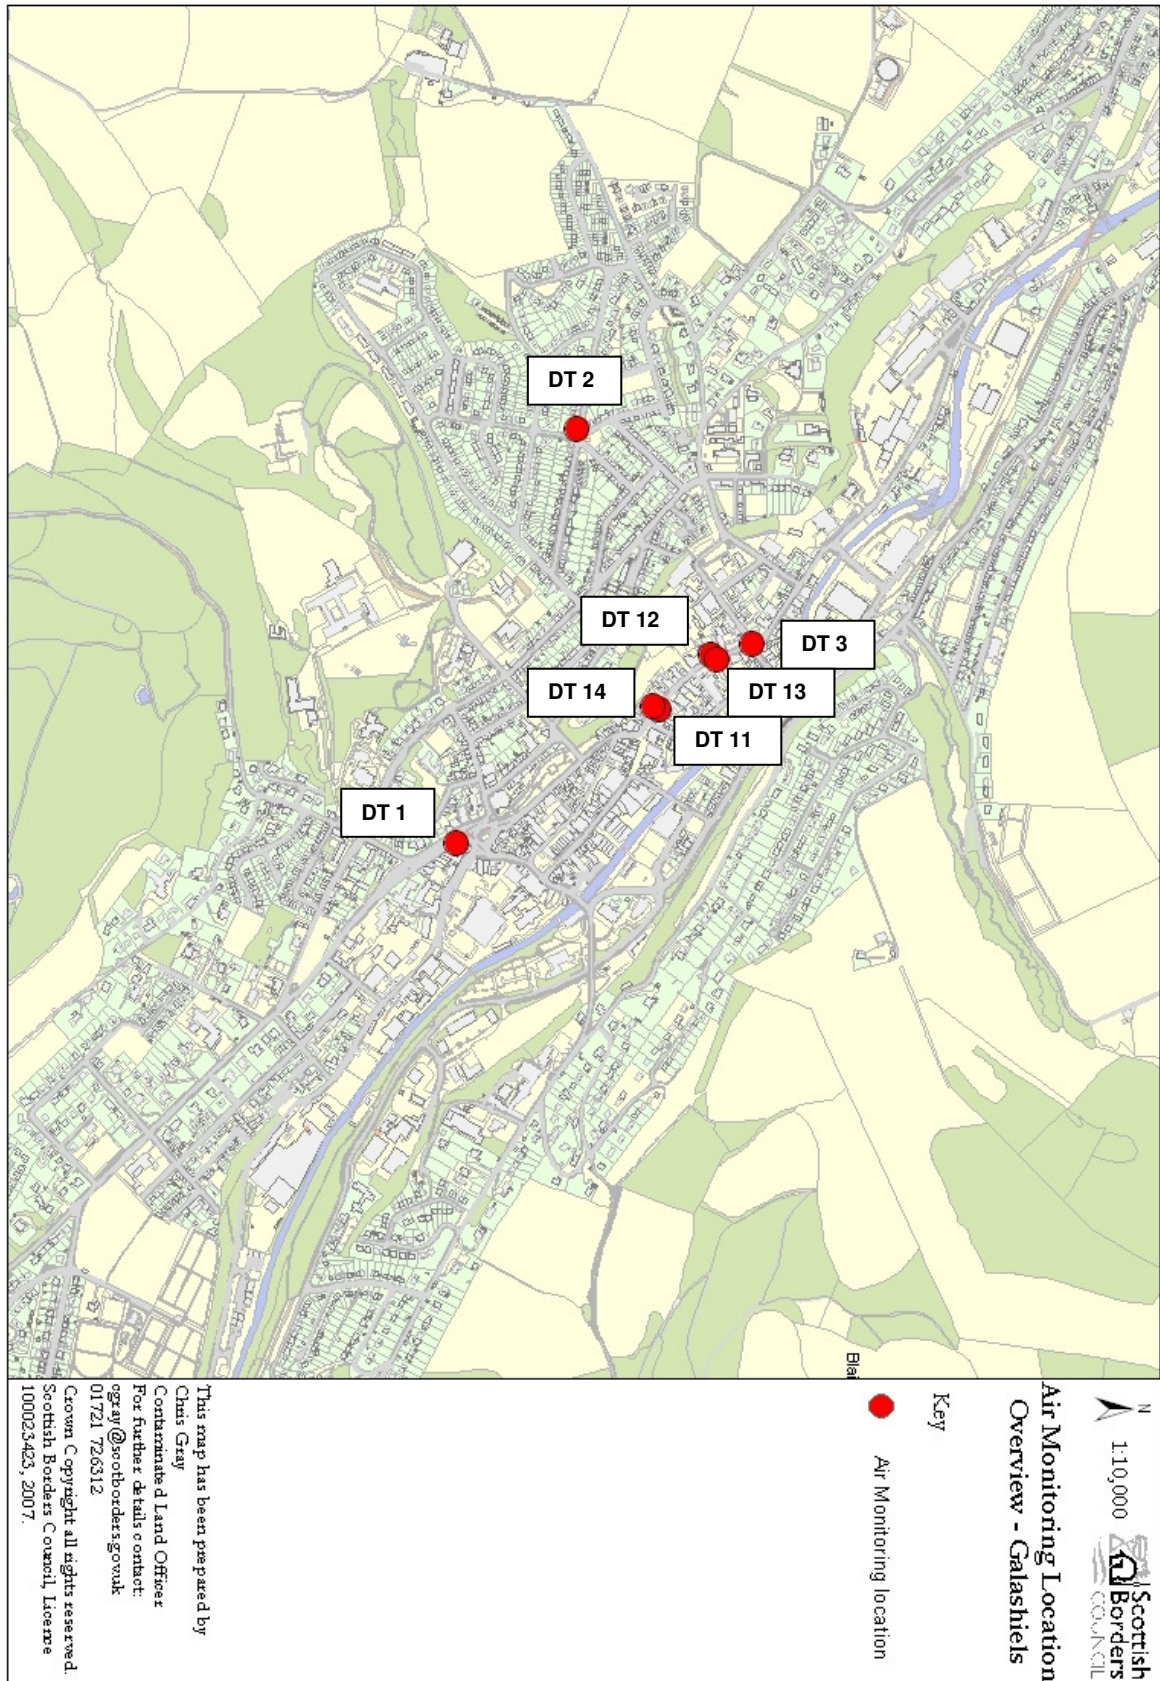 DT 2
DT 12
DT 3
DT 14
DT 13
DT 11
DT 1
Blai
N
1:10,000
Scottish
Borders
COUNCIL
Air Monitoring Location
Overview - Galashiels
Key
Air Monitoring location
This map has been prepared by
Chris Gray
Contaminated Land Officer
For further details contact:
cgray@scotborders.gov.uk
01721 726312
Crown Copyright all rights reserved.
Scottish Borders Council, License
100023423, 2007.